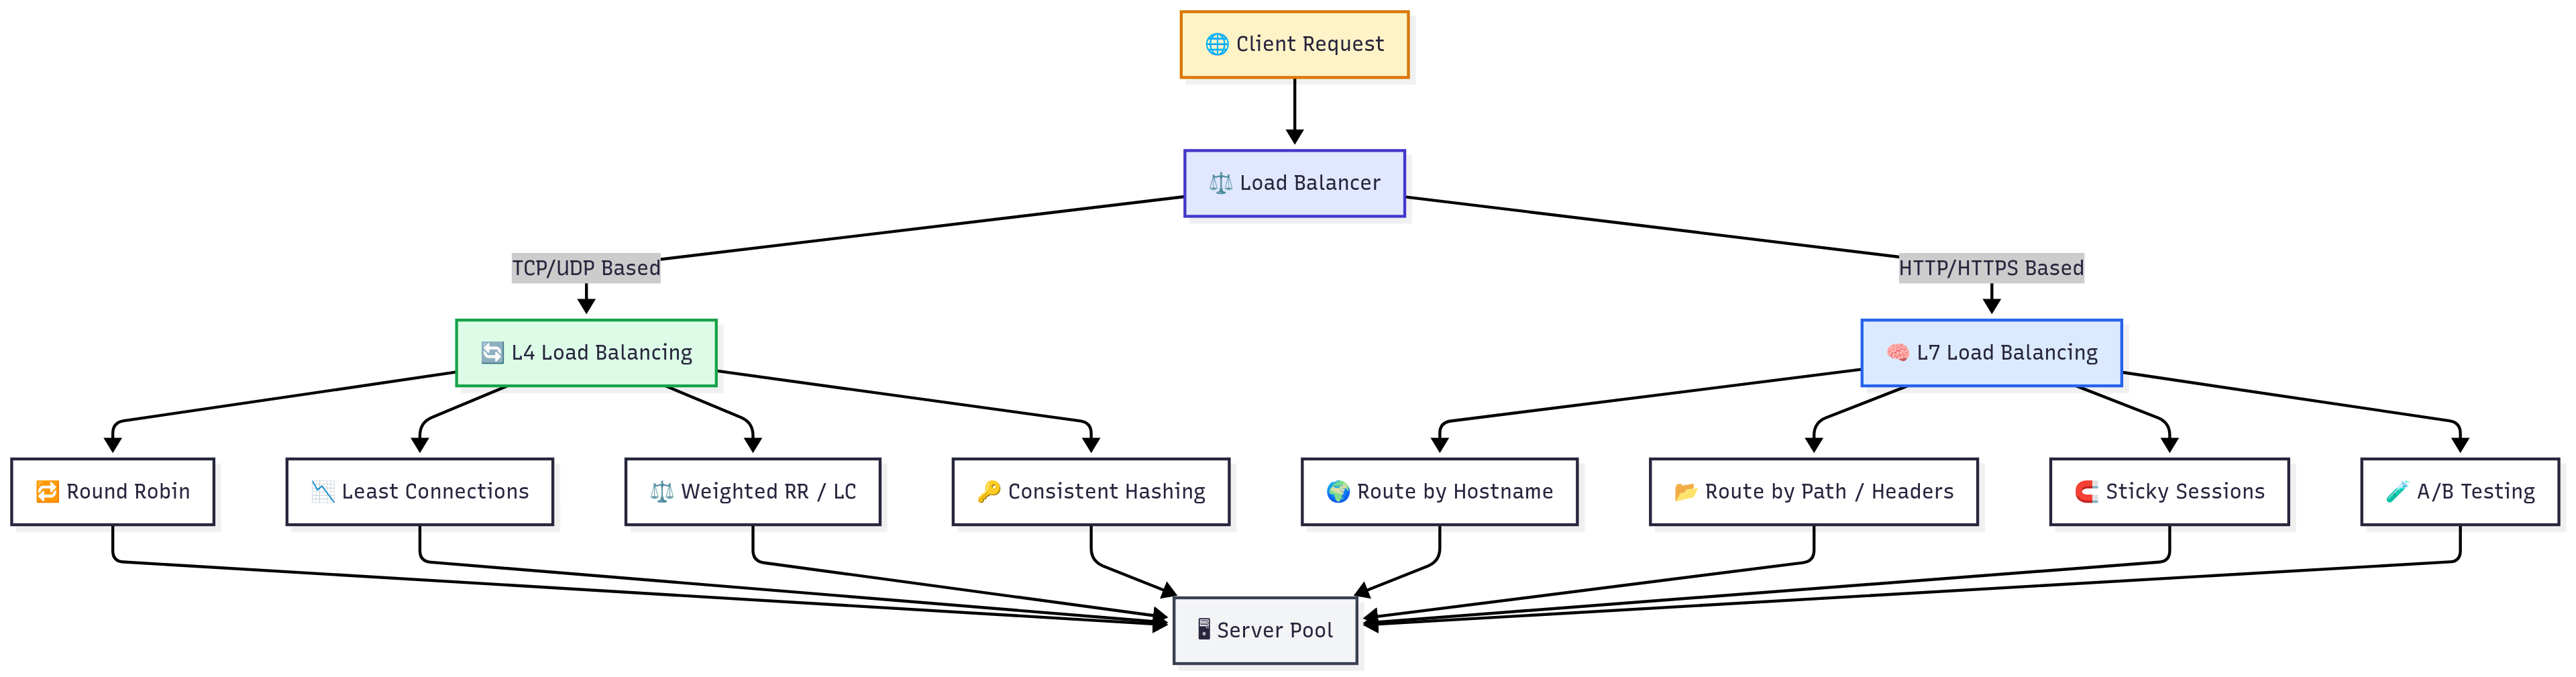 🌐 Client Request
⚖️ Load Balancer
TCP/UDP Based
HTTP/HTTPS Based
🔄 L4 Load Balancing
🧠 L7 Load Balancing
🔁 Round Robin
📉 Least Connections
⚖️ Weighted RR / LC
🔑 Consistent Hashing
🌍 Route by Hostname
📂 Route by Path / Headers
🧲 Sticky Sessions
🧪 A/B Testing
🖥 Server Pool